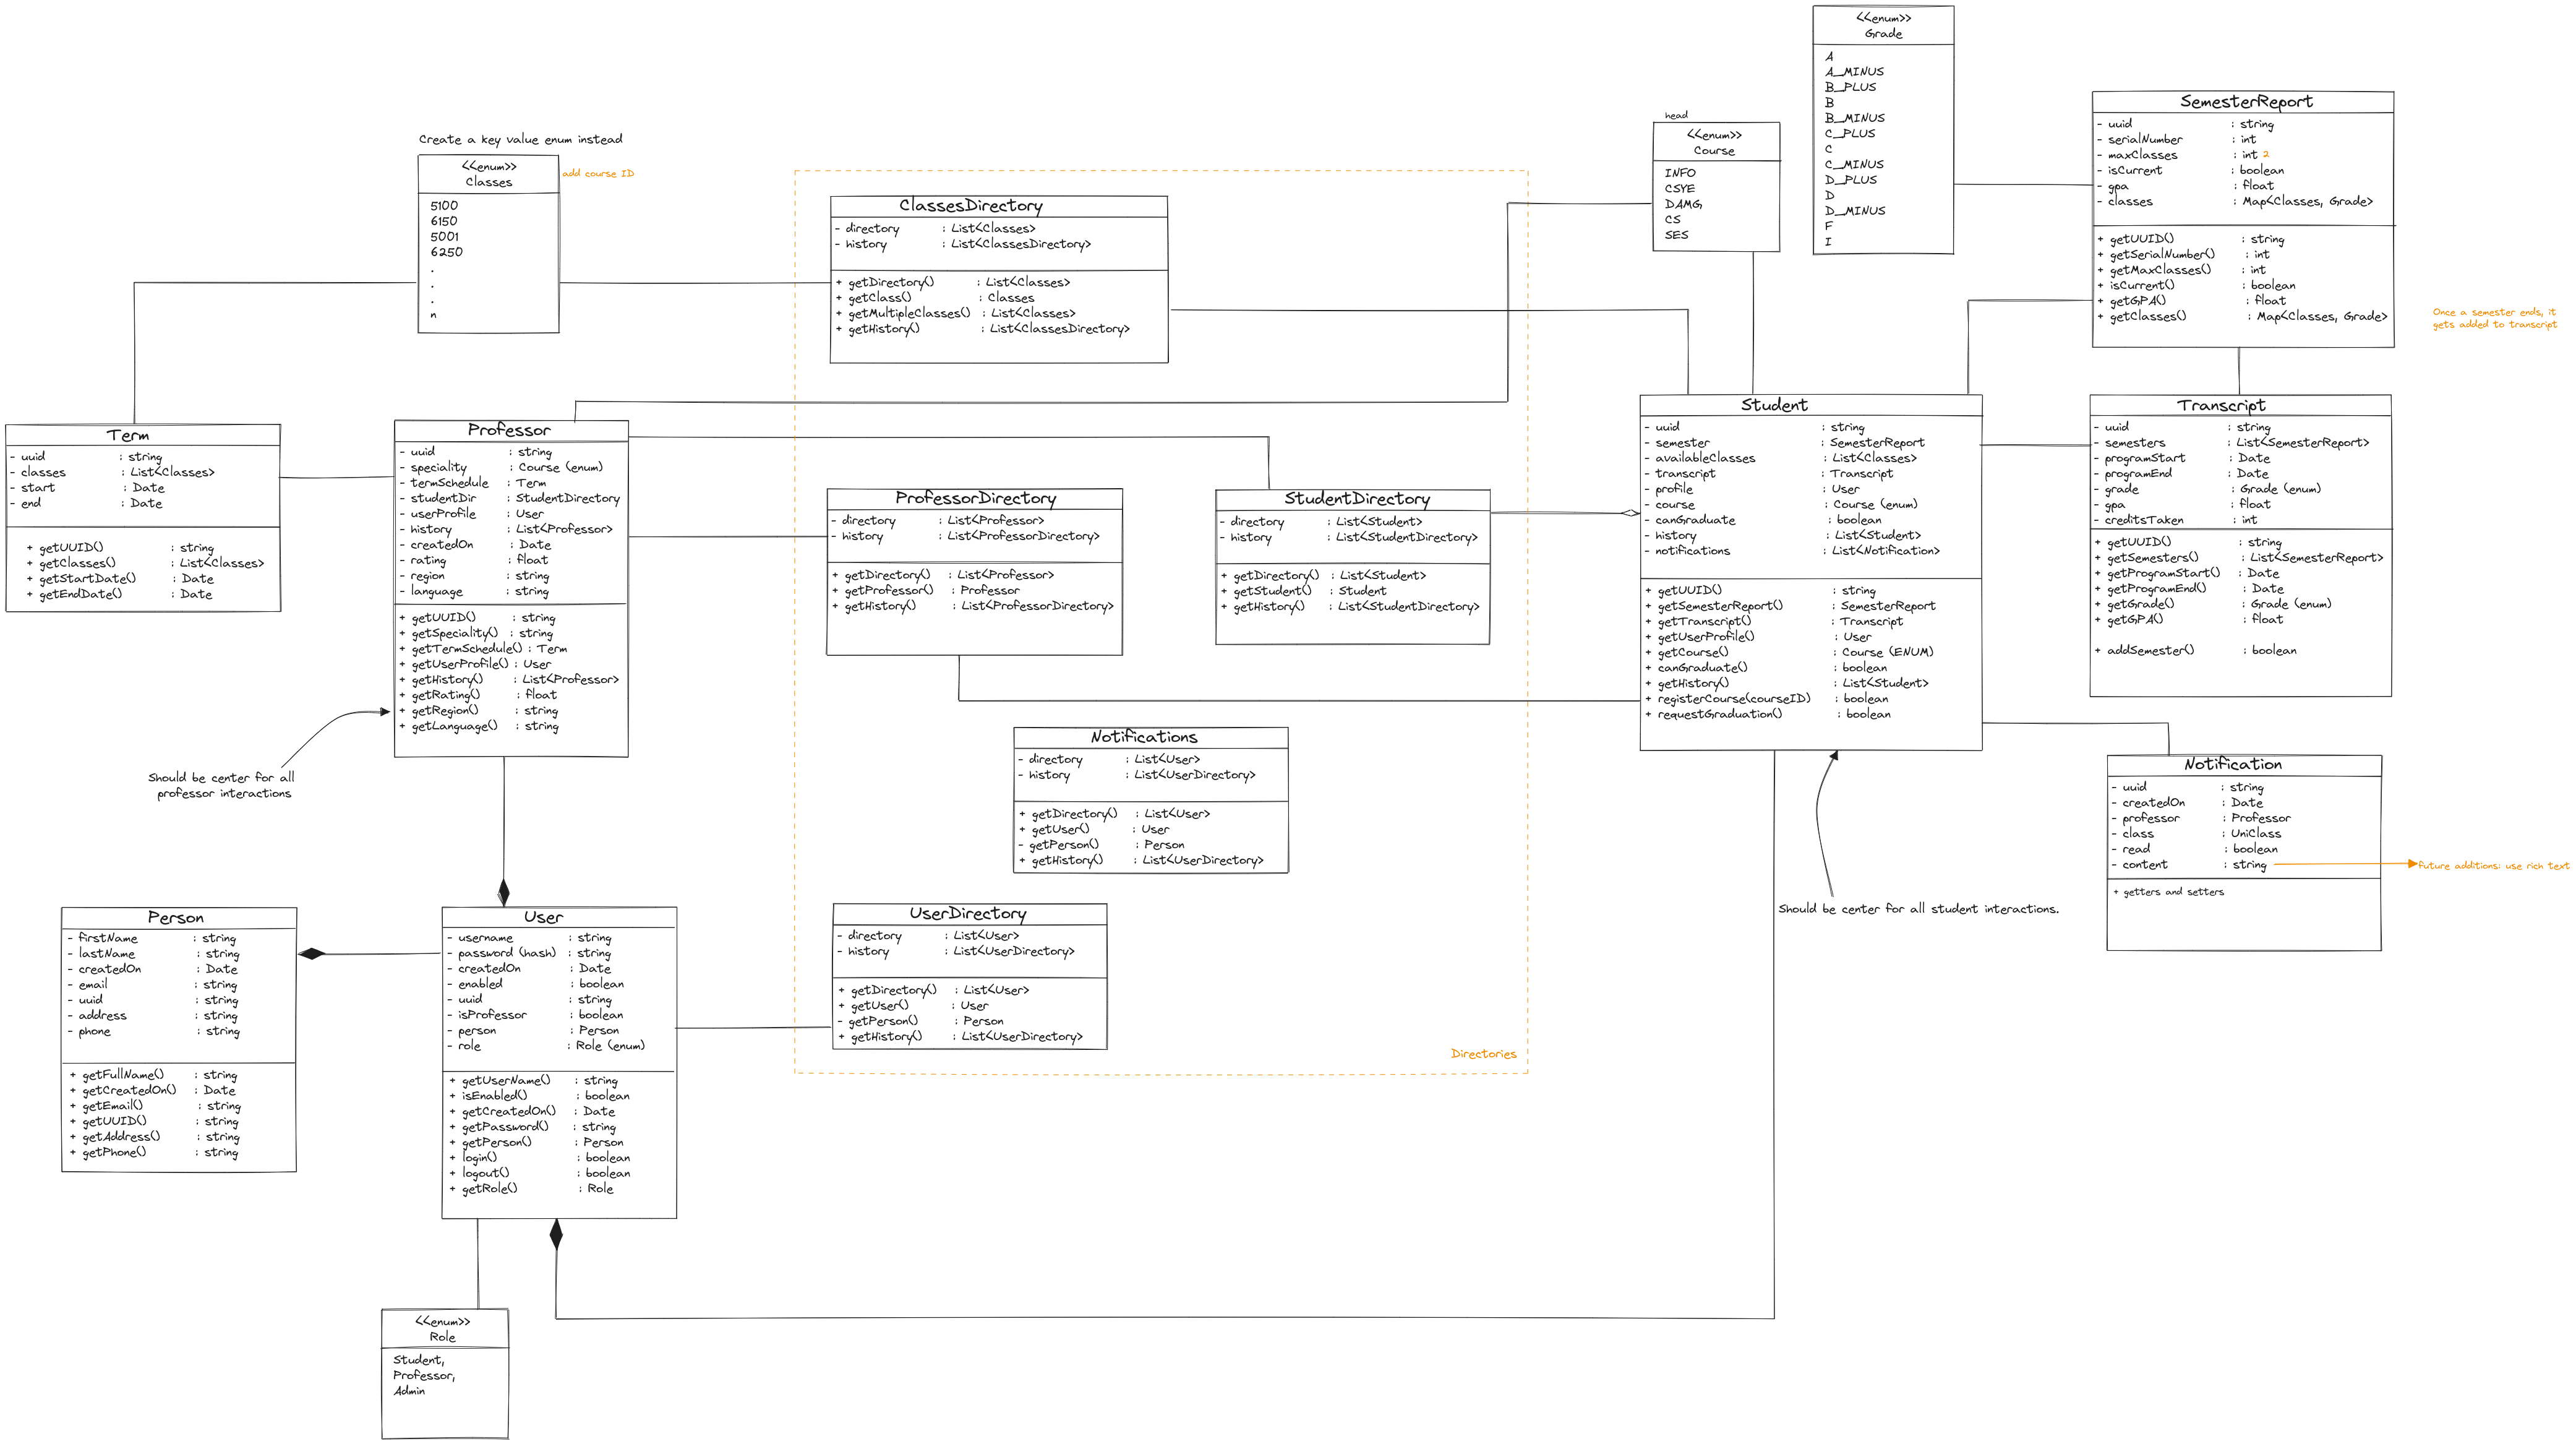 <<enum>>
Grade
A
A_MINUS
B_PLUS
B
B_MINUS
C_PLUS
C
C_MINUS
D_PLUS
D
D_MINUS
F
I
SemesterReport
- uuid : string
- serialNumber : int
- maxClasses : int 2
- isCurrent : boolean
- gpa : float
- classes : Map<Classes, Grade>
+ getUUID() : string
+ getSerialNumber() : int
+ getMaxClasses() : int
+ isCurrent() : boolean
+ getGPA() : float
+ getClasses() : Map<Classes, Grade>
Once a semester ends, it
gets added to transcript
head
<<enum>>
Course
INFO
CSYE
DAMG
CS
SES
Create a key value enum instead
<<enum>>
Classes
add course ID
5100
6150
5001
6250
.
.
.
n
ClassesDirectory
- directory : List<Classes>
- history : List<ClassesDirectory>
+ getDirectory() : List<Classes>
+ getClass() : Classes
+ getMultipleClasses() : List<Classes>
+ getHistory() : List<ClassesDirectory>
Term
- uuid : string
- classes : List<Classes>
- start : Date
- end : Date
+ getUUID() : string
+ getClasses() : List<Classes>
+ getStartDate() : Date
+ getEndDate() : Date
Professor
- uuid : string
- speciality : Course (enum)
- termSchedule : Term
- studentDir : StudentDirectory
- userProfile : User
- history : List<Professor>
- createdOn : Date
- rating : float
- region : string
- language : string
+ getUUID() : string
+ getSpeciality() : string
+ getTermSchedule() : Term
+ getUserProfile() : User
+ getHistory() : List<Professor>
+ getRating() : float
+ getRegion() : string
+ getLanguage() : string
Should be center for all
professor interactions
ProfessorDirectory
- directory : List<Professor>
- history : List<ProfessorDirectory>
+ getDirectory() : List<Professor>
+ getProfessor() : Professor
+ getHistory() : List<ProfessorDirectory>
StudentDirectory
- directory : List<Student>
- history : List<StudentDirectory>
+ getDirectory() : List<Student>
+ getStudent() : Student
+ getHistory() : List<StudentDirectory>
Student
- uuid : string
- semester : SemesterReport
- availableClasses : List<Classes>
- transcript : Transcript
- profile : User
- course : Course (enum)
- canGraduate : boolean
- history : List<Student>
- notifications : List<Notification>
+ getUUID() : string
+ getSemesterReport() : SemesterReport
+ getTranscript() : Transcript
+ getUserProfile() : User
+ getCourse() : Course (ENUM)
+ canGraduate() : boolean
+ getHistory() : List<Student>
+ registerCourse(courseID) : boolean
+ requestGraduation() : boolean
Transcript
- uuid : string
- semesters : List<SemesterReport>
- programStart : Date
- programEnd : Date
- grade : Grade (enum)
- gpa : float
- creditsTaken : int
+ getUUID() : string
+ getSemesters() : List<SemesterReport>
+ getProgramStart() : Date
+ getProgramEnd() : Date
+ getGrade() : Grade (enum)
+ getGPA() : float
+ addSemester() : boolean
Notifications
- directory : List<User>
- history : List<UserDirectory>
+ getDirectory() : List<User>
+ getUser() : User
- getPerson() : Person
+ getHistory() : List<UserDirectory>
Notification
- uuid : string
- createdOn : Date
- professor : Professor
- class : UniClass
- read : boolean
- content : string
+ getters and setters
future additions: use rich text
Should be center for all student interactions.
Person
- firstName : string
- lastName : string
- createdOn : Date
- email : string
- uuid : string
- address : string
- phone : string
+ getFullName() : string
+ getCreatedOn() : Date
+ getEmail() : string
+ getUUID() : string
+ getAddress() : string
+ getPhone() : string
User
- username : string
- password (hash) : string
- createdOn : Date
- enabled : boolean
- uuid : string
- isProfessor : boolean
- person : Person
- role : Role (enum)
+ getUserName() : string
+ isEnabled() : boolean
+ getCreatedOn() : Date
+ getPassword() : string
+ getPerson() : Person
+ login() : boolean
+ logout() : boolean
+ getRole() : Role
UserDirectory
- directory : List<User>
- history : List<UserDirectory>
+ getDirectory() : List<User>
+ getUser() : User
- getPerson() : Person
+ getHistory() : List<UserDirectory>
Directories
<<enum>>
Role
Student,
Professor,
Admin